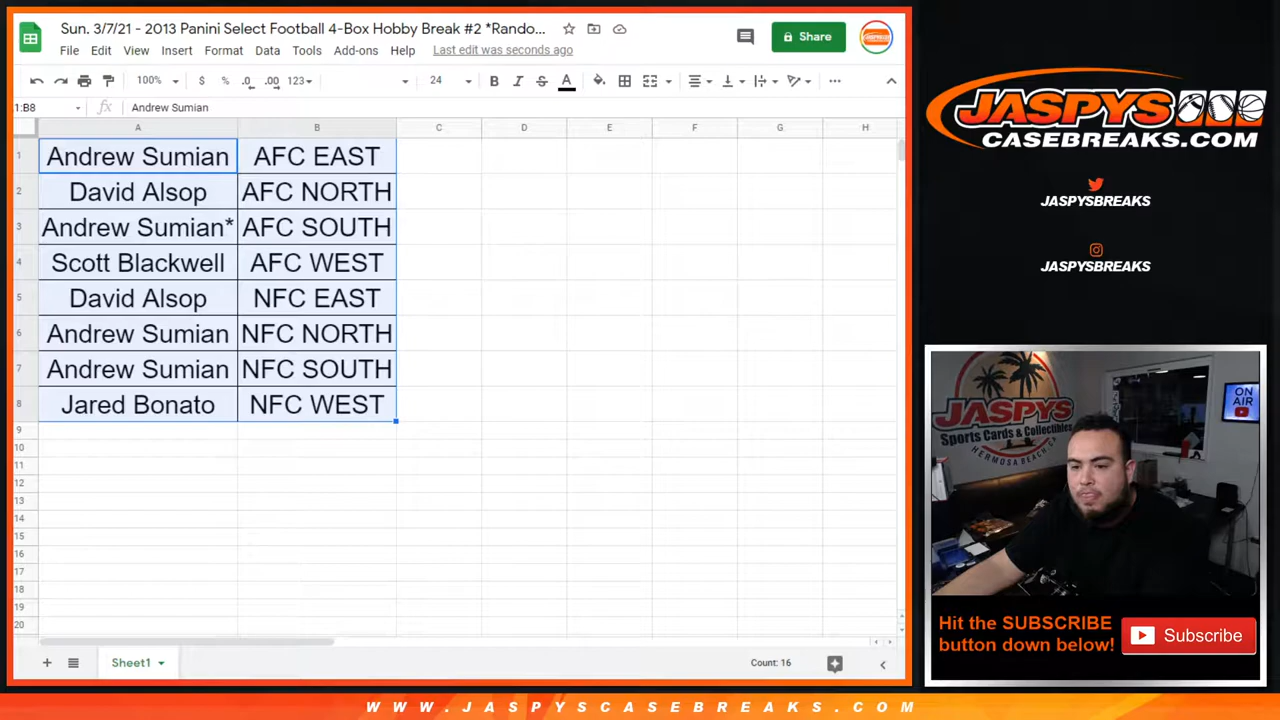 Sun. 3/7/21 - 2013 Panini Select Football 4-Box Hobby Break #2 *Rando...
File Edit View Insert Format Data Tools Add-ons Help Last edit was seconds ago
Share
100% $ % .0 .00 123 24 B I S A
1:B8 fx Andrew Sumian
A B C D E F G H
1 Andrew Sumian AFC EAST
2 David Alsop AFC NORTH
3 Andrew Sumian* AFC SOUTH
4 Scott Blackwell AFC WEST
5 David Alsop NFC EAST
6 Andrew Sumian NFC NORTH
7 Andrew Sumian NFC SOUTH
8 Jared Bonato NFC WEST
9
10
11
12
13
14
15
16
17
18
19
20
Sheet1
Count: 16
JASPYS
CASEBREAKS.COM
JASPYSBREAKS
JASPYSBREAKS
JASPYS
Sports Cards & Collectibles
HERMOSA BEACH, CA
ON AIR
Hit the SUBSCRIBE
button down below!
Subscribe
WWW.JASPYSCASEBREAKS.COM